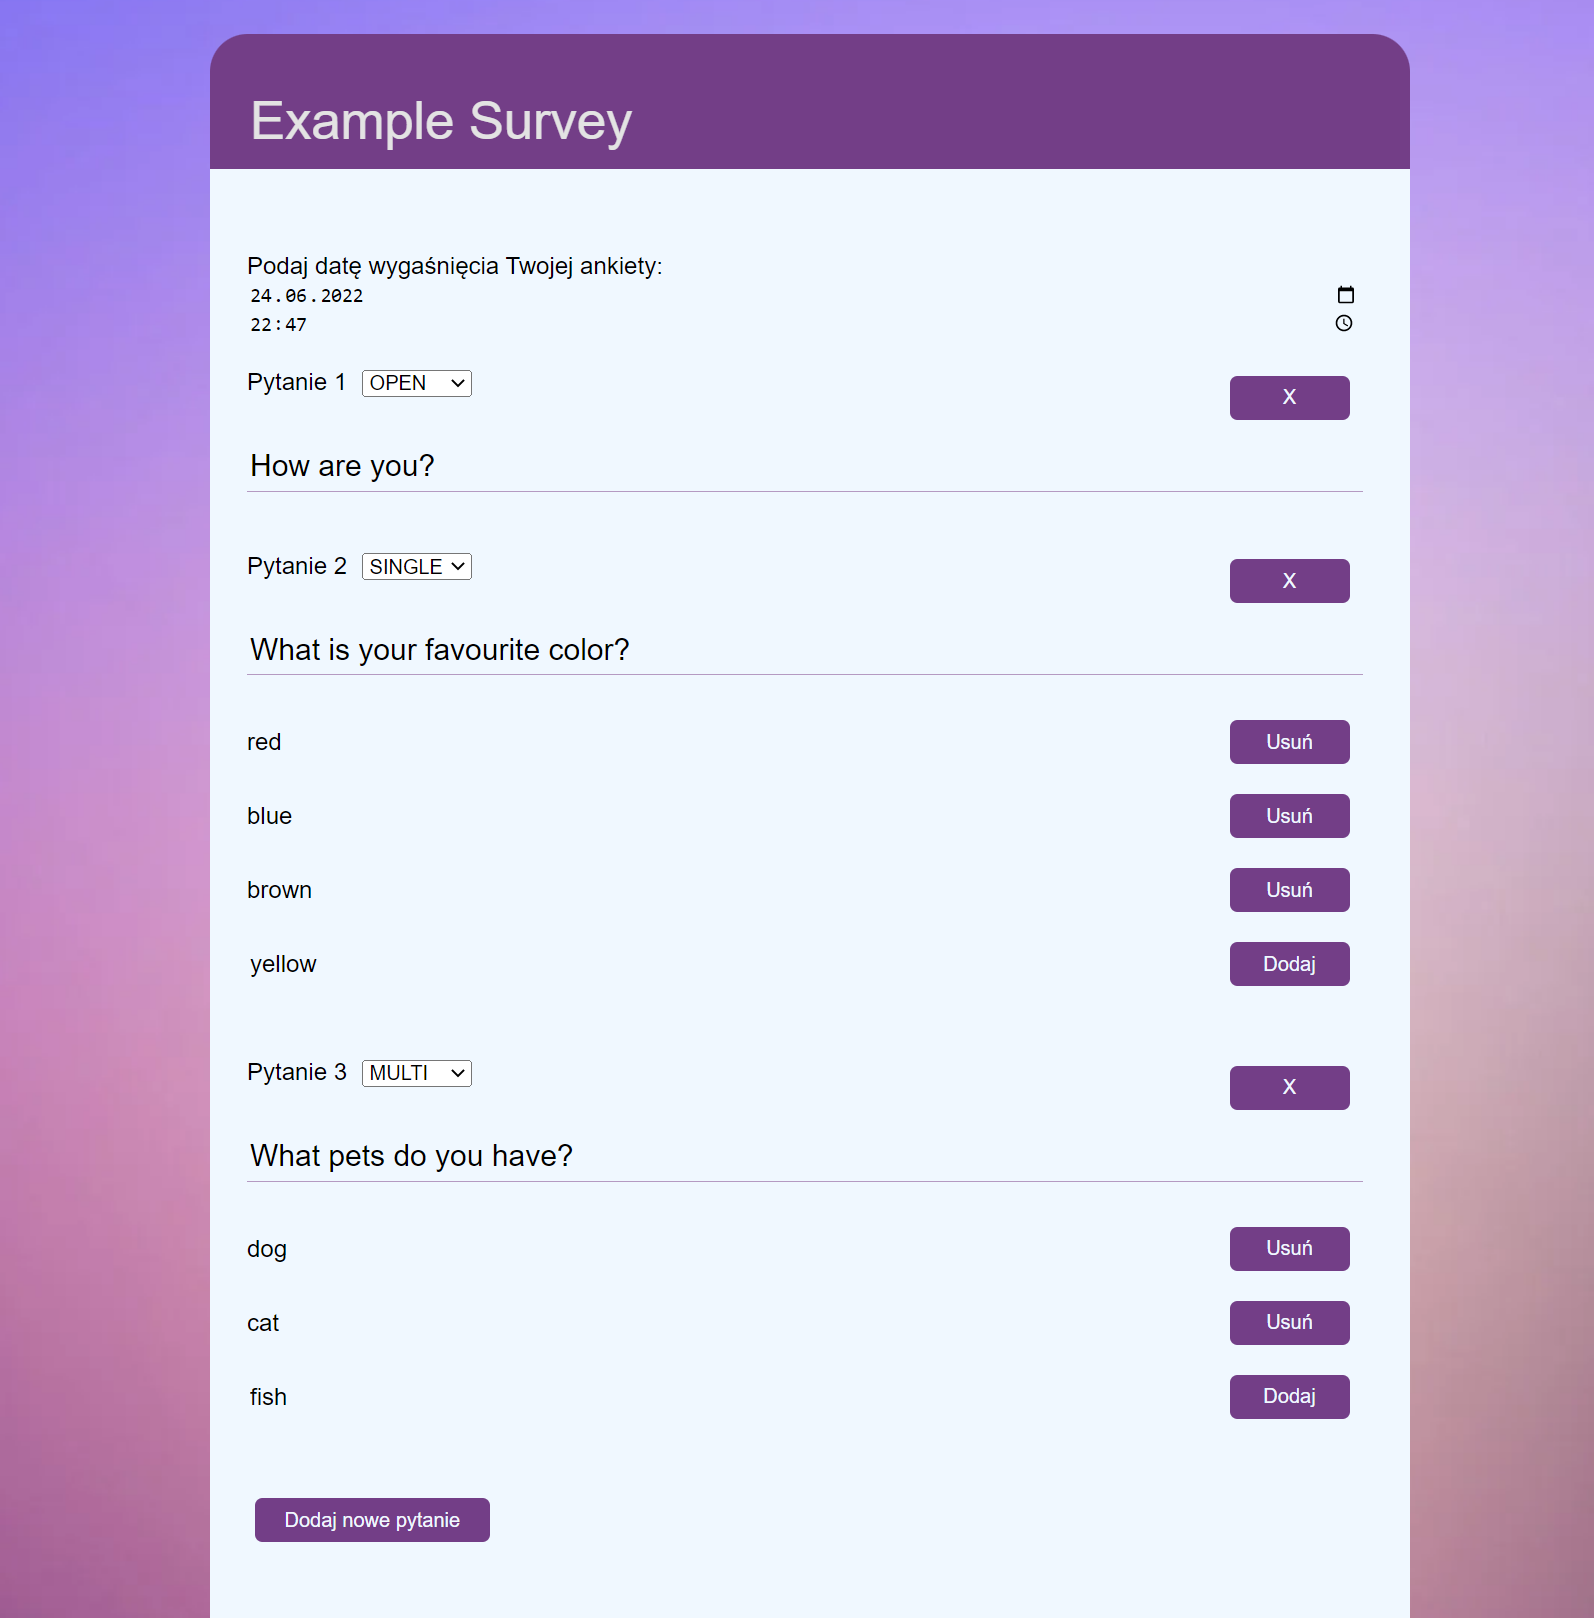 Example Survey
Podaj datę wygaśnięcia Twojej ankiety:
24.06.2022
22:47
Pytanie 1 OPEN X
How are you?
Pytanie 2 SINGLE X
What is your favourite color?
red Usuń
blue Usuń
brown Usuń
yellow Dodaj
Pytanie 3 MULTI X
What pets do you have?
dog Usuń
cat Usuń
fish Dodaj
Dodaj nowe pytanie